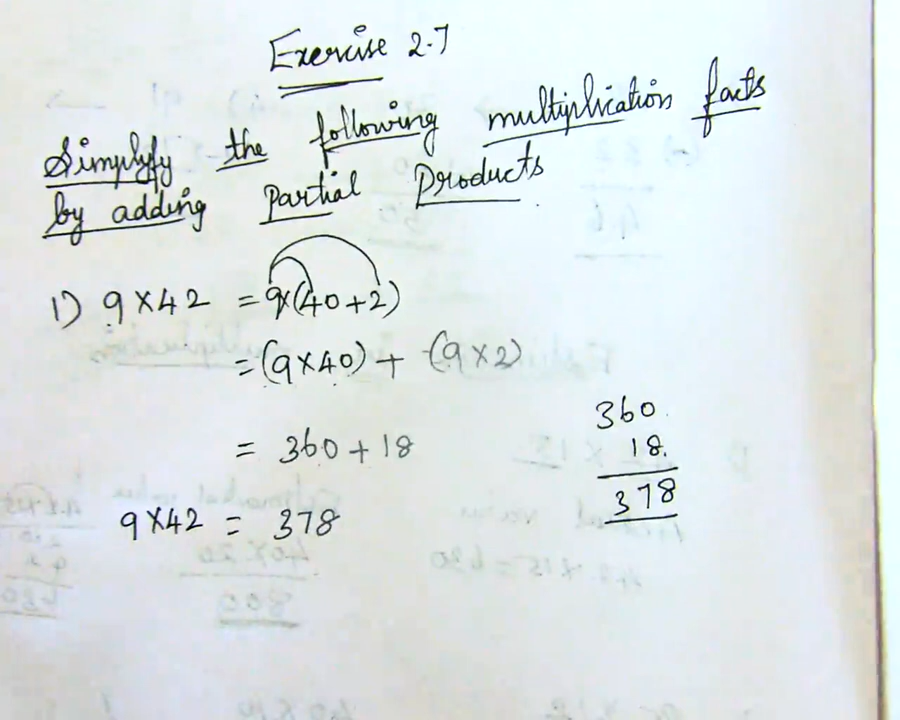 Exercise 2.7
Simplyfy the following multiplication facts
by adding Partial Products
1) 9 × 42 = 9×(40+2)
= (9×40) + (9×2)
= 360 + 18
9×42 = 378
360
18
378